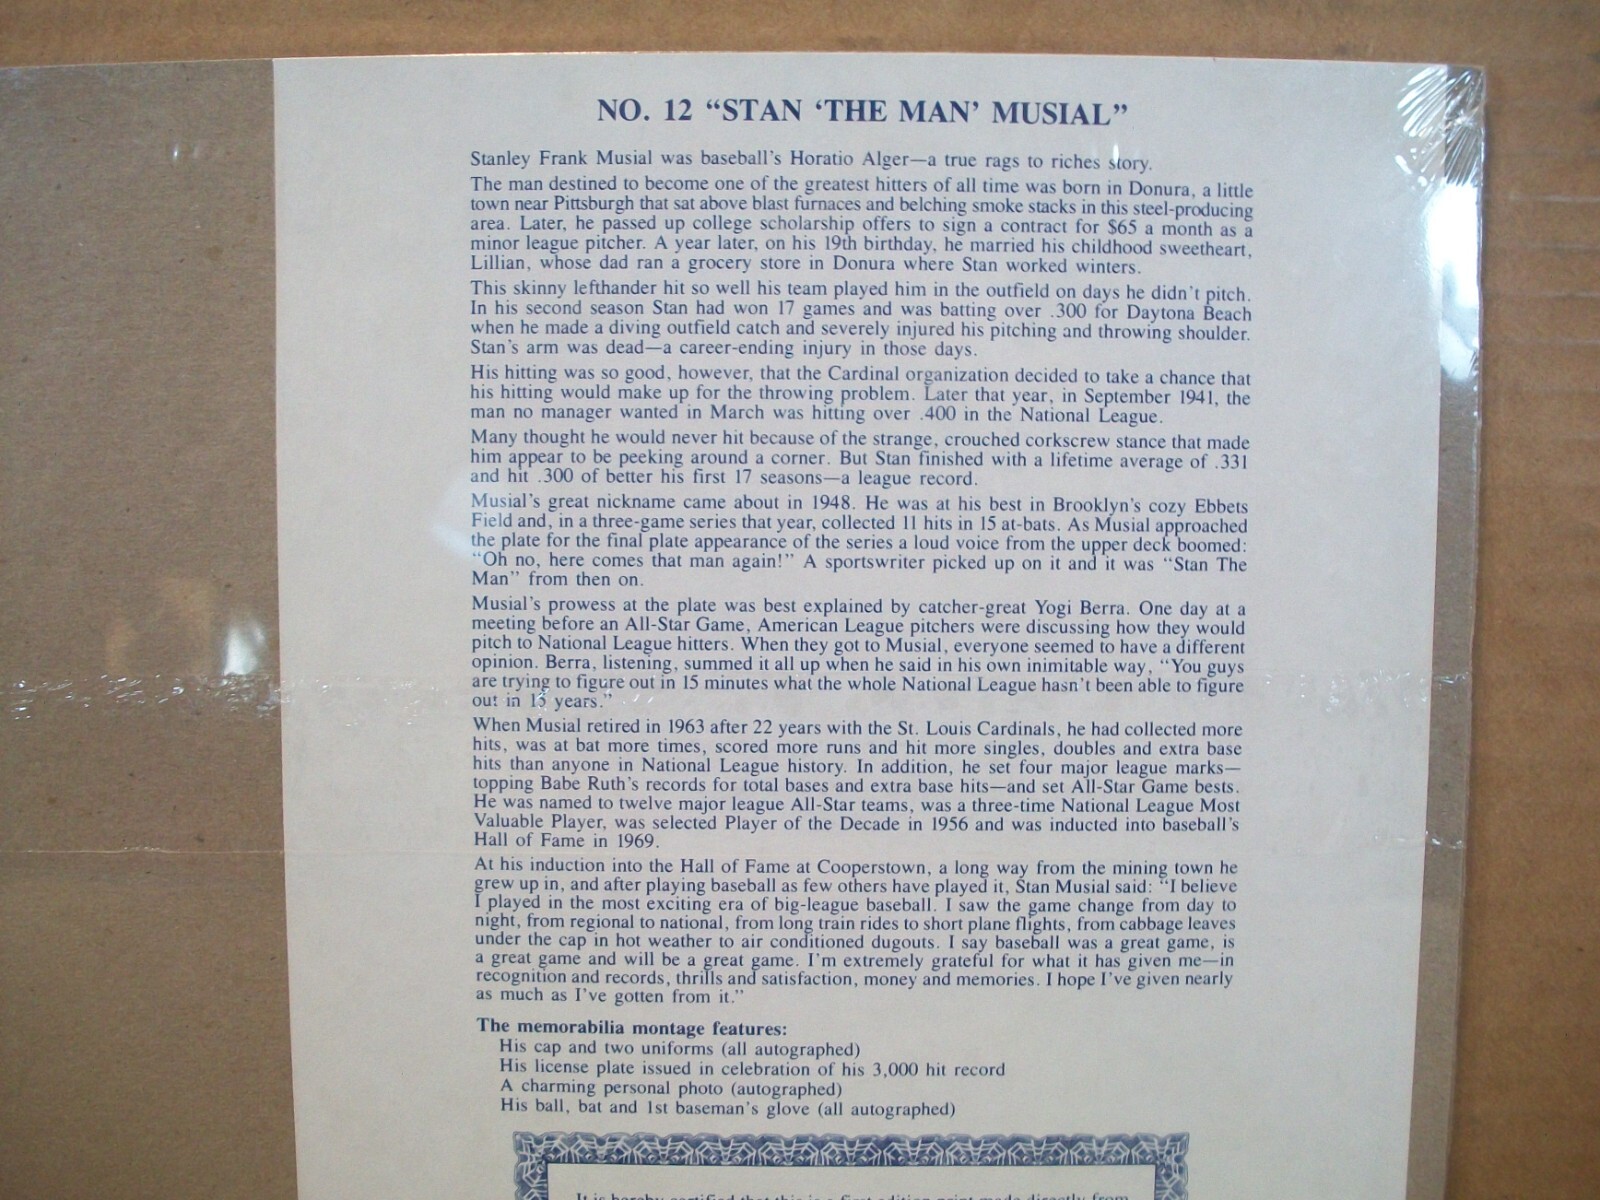 NO. 12 “STAN ‘THE MAN’ MUSIAL”
Stanley Frank Musial was baseball’s Horatio Alger—a true rags to riches story.
The man destined to become one of the greatest hitters of all time was born in Donura, a little
town near Pittsburgh that sat above blast furnaces and belching smoke stacks in this steel-producing
area. Later, he passed up college scholarship offers to sign a contract for $65 a month as a
minor league pitcher. A year later, on his 19th birthday, he married his childhood sweetheart,
Lillian, whose dad ran a grocery store in Donura where Stan worked winters.
This skinny lefthander hit so well his team played him in the outfield on days he didn’t pitch.
In his second season Stan had won 17 games and was batting over .300 for Daytona Beach
when he made a diving outfield catch and severely injured his pitching and throwing shoulder.
Stan’s arm was dead—a career-ending injury in those days.
His hitting was so good, however, that the Cardinal organization decided to take a chance that
his hitting would make up for the throwing problem. Later that year, in September 1941, the
man no manager wanted in March was hitting over .400 in the National League.
Many thought he would never hit because of the strange, crouched corkscrew stance that made
him appear to be peeking around a corner. But Stan finished with a lifetime average of .331
and hit .300 of better his first 17 seasons—a league record.
Musial’s great nickname came about in 1948. He was at his best in Brooklyn’s cozy Ebbets
Field and, in a three-game series that year, collected 11 hits in 15 at-bats. As Musial approached
the plate for the final plate appearance of the series a loud voice from the upper deck boomed:
“Oh no, here comes that man again!” A sportswriter picked up on it and it was “Stan The
Man” from then on.
Musial’s prowess at the plate was best explained by catcher-great Yogi Berra. One day at a
meeting before an All-Star Game, American League pitchers were discussing how they would
pitch to National League hitters. When they got to Musial, everyone seemed to have a different
opinion. Berra, listening, summed it all up when he said in his own inimitable way, “You guys
are trying to figure out in 15 minutes what the whole National League hasn’t been able to figure
out in 15 years.”
When Musial retired in 1963 after 22 years with the St. Louis Cardinals, he had collected more
hits, was at bat more times, scored more runs and hit more singles, doubles and extra base
hits than anyone in National League history. In addition, he set four major league marks—
topping Babe Ruth’s records for total bases and extra base hits—and set All-Star Game bests.
He was named to twelve major league All-Star teams, was a three-time National League Most
Valuable Player, was selected Player of the Decade in 1956 and was inducted into baseball’s
Hall of Fame in 1969.
At his induction into the Hall of Fame at Cooperstown, a long way from the mining town he
grew up in, and after playing baseball as few others have played it, Stan Musial said: “I believe
I played in the most exciting era of big-league baseball. I saw the game change from day to
night, from regional to national, from long train rides to short plane flights, from cabbage leaves
under the cap in hot weather to air conditioned dugouts. I say baseball was a great game, is
a great game and will be a great game. I’m extremely grateful for what it has given me—in
recognition and records, thrills and satisfaction, money and memories. I hope I’ve given nearly
as much as I’ve gotten from it.”
The memorabilia montage features:
His cap and two uniforms (all autographed)
His license plate issued in celebration of his 3,000 hit record
A charming personal photo (autographed)
His ball, bat and 1st baseman’s glove (all autographed)
It is hereby certified that this is a first edition print made directly from